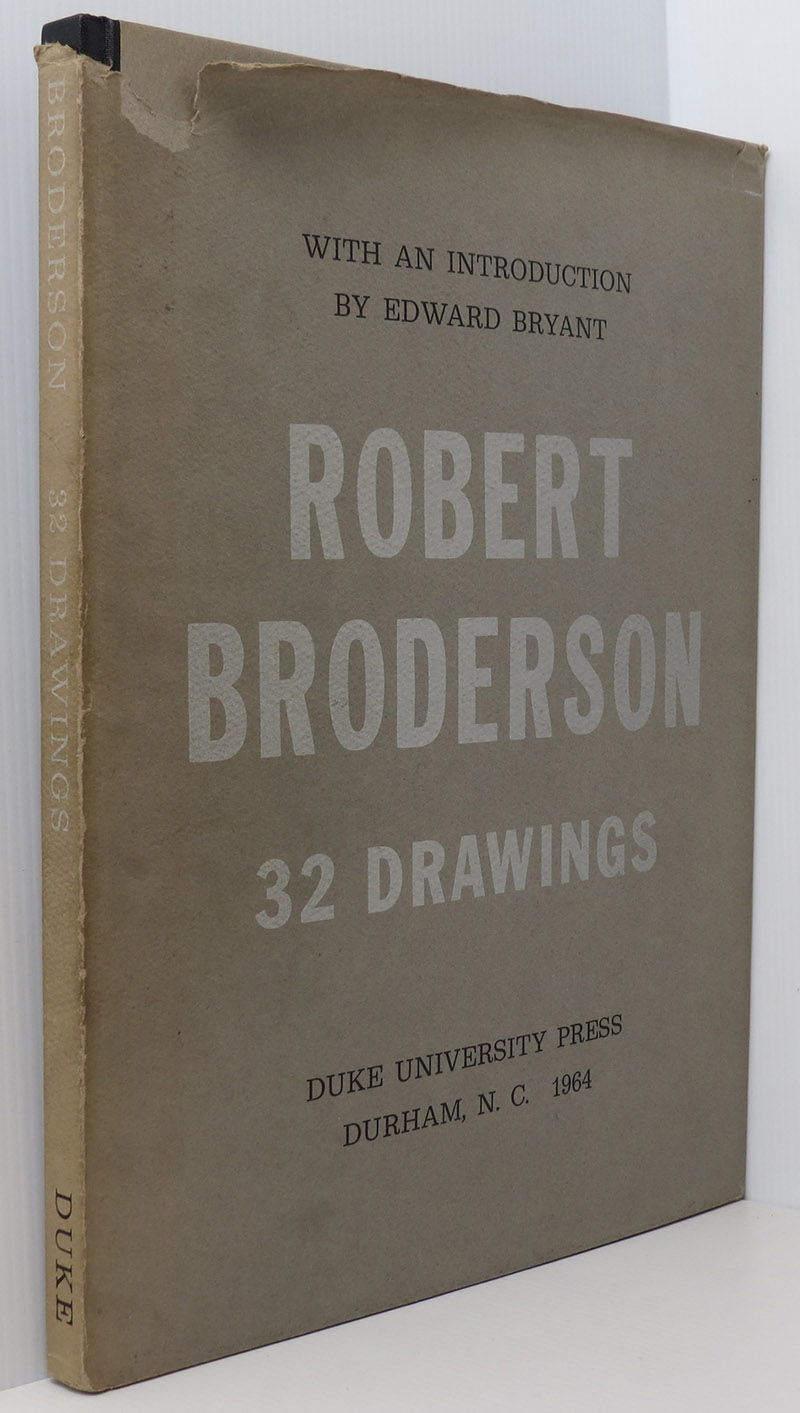 BRODERSON 32 DRAWINGS DUKE
WITH AN INTRODUCTION
BY EDWARD BRYANT
ROBERT
BRODERSON
32 DRAWINGS
DUKE UNIVERSITY PRESS
DURHAM, N. C. 1964